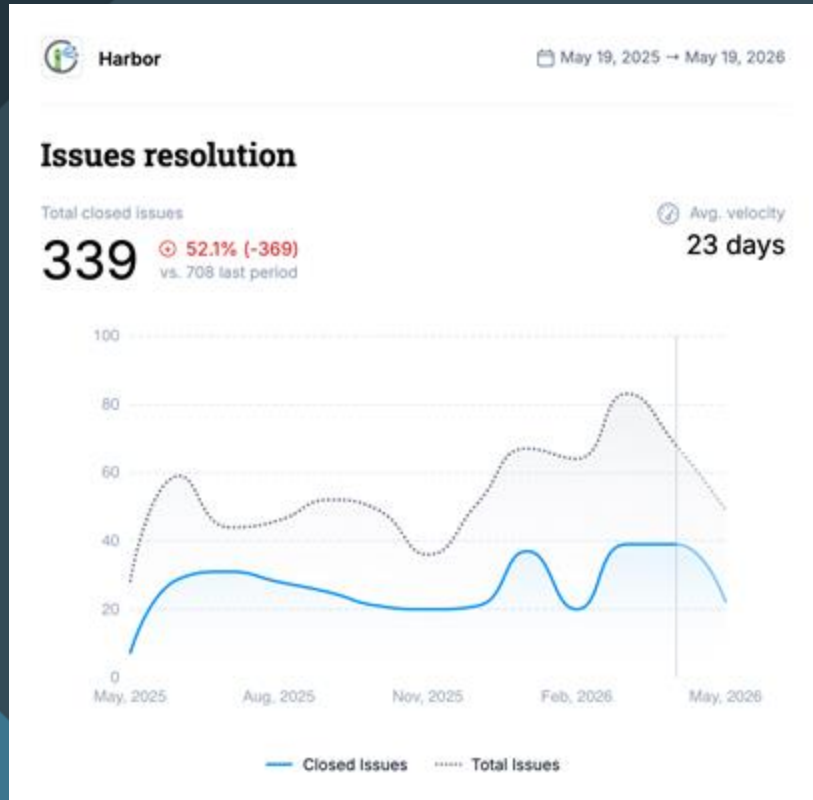 Harbor
May 19, 2025 → May 19, 2026
Issues resolution
Total closed issues
Avg. velocity
339
52.1% (-369)
vs. 708 last period
23 days
100
80
60
40
20
0
May, 2025
Aug, 2025
Nov, 2025
Feb, 2026
May, 2026
Closed Issues
Total Issues